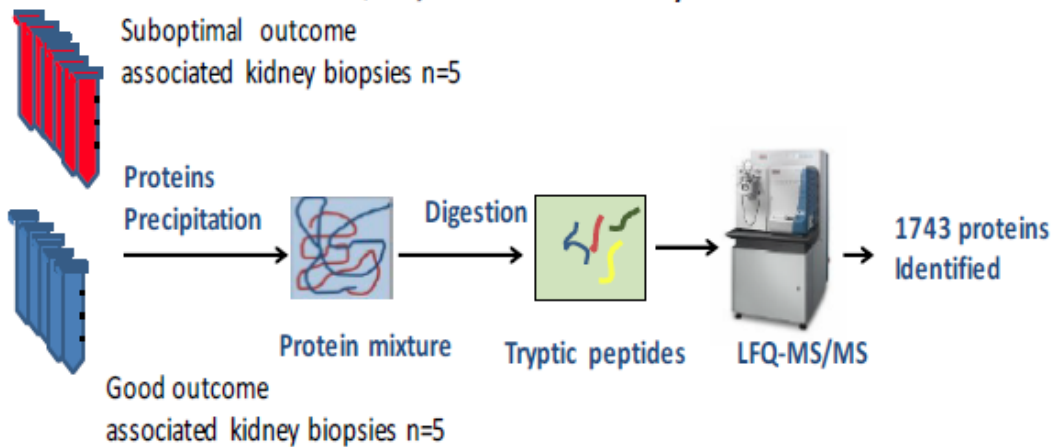 Suboptimal outcome
associated kidney biopsies n=5
Proteins
Precipitation
Digestion
1743 proteins
Identified
Protein mixture
Tryptic peptides
LFQ-MS/MS
Good outcome
associated kidney biopsies n=5